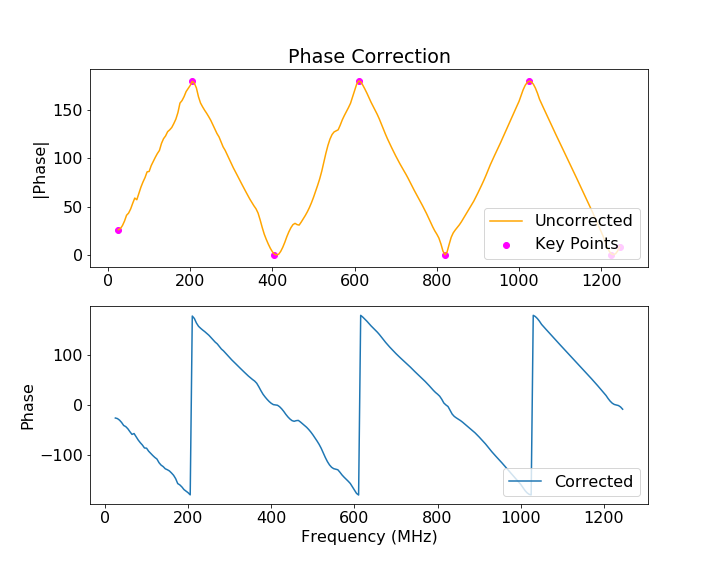 Phase Correction
|Phase|
150
100
50
0
0 200 400 600 800 1000 1200
Uncorrected
Key Points
Phase
100
0
−100
0 200 400 600 800 1000 1200
Corrected
Frequency (MHz)